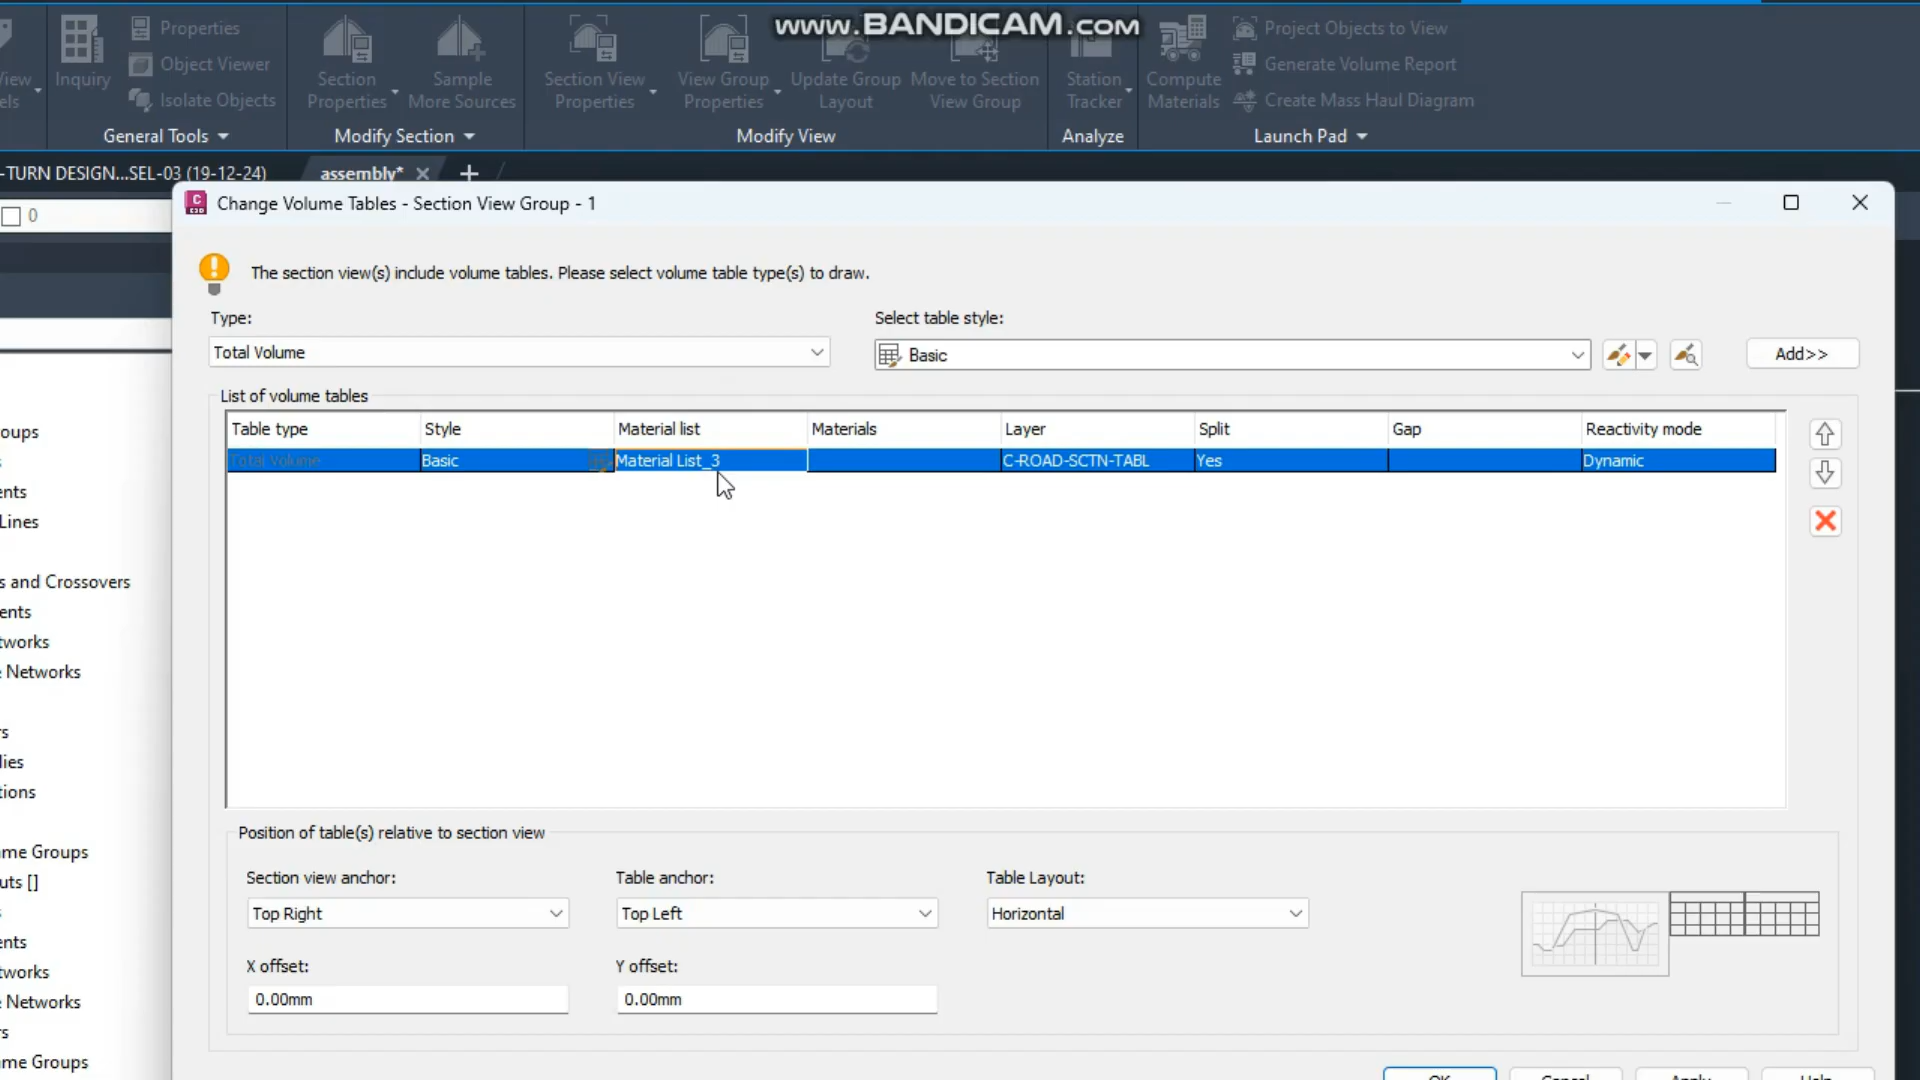 www.BANDICAM.com
Properties
Object Viewer
Isolate Objects
Inquiry
General Tools
Section
Properties
Sample
More Sources
Modify Section
Section View
Properties
View Group
Properties
Update Group
Layout
Move to Section
View Group
Modify View
Station
Tracker
Analyze
Compute
Materials
Project Objects to View
Generate Volume Report
Create Mass Haul Diagram
Launch Pad
-TURN DESIGN...SEL-03 (19-12-24)
assembly*
0
Change Volume Tables - Section View Group - 1
The section view(s) include volume tables. Please select volume table type(s) to draw.
Type:
Select table style:
Total Volume
Basic
Add>>
List of volume tables
Table type Style Material list Materials Layer Split Gap Reactivity mode
Total Volume Basic Material List_3 C-ROAD-SCTN-TABL Yes Dynamic
Position of table(s) relative to section view
Section view anchor: Table anchor: Table Layout:
Top Right Top Left Horizontal
X offset: Y offset:
0.00mm 0.00mm
OK Cancel Apply Help
oups
ents
Lines
s and Crossovers
ents
tworks
Networks
rs
lies
tions
me Groups
uts []
ents
tworks
Networks
rs
me Groups